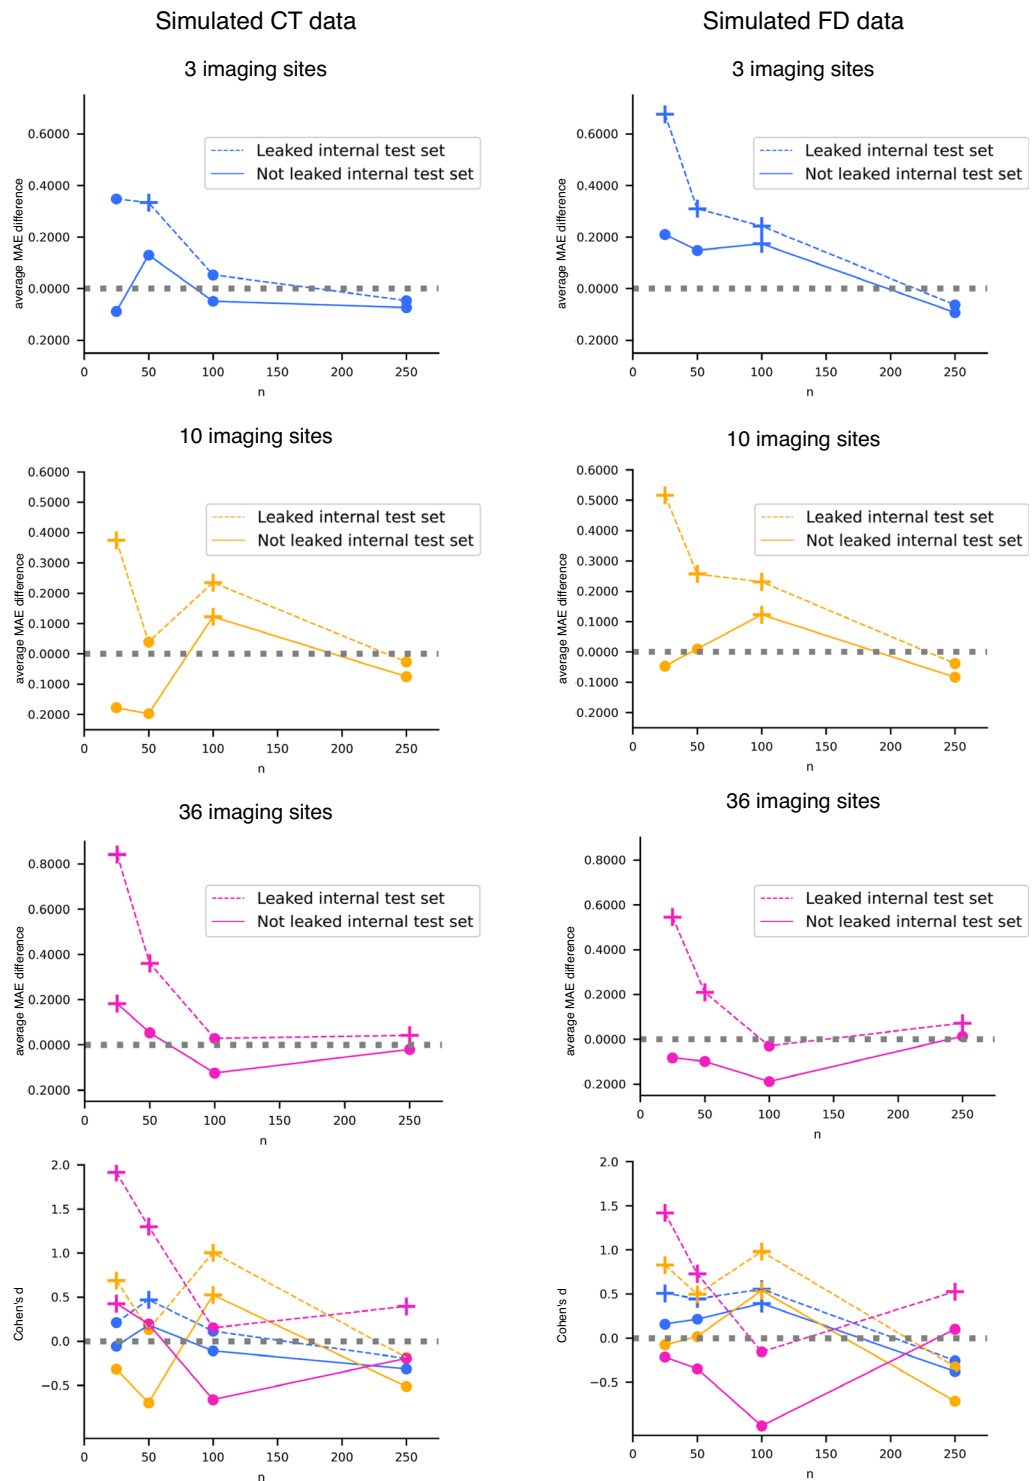 Simulated CT data
Simulated FD data
3 imaging sites
3 imaging sites
average MAE difference
0.6000
0.4000
0.2000
0.0000
0.2000
Leaked internal test set
Not leaked internal test set
0 50 100 150 200 250
n
average MAE difference
0.6000
0.4000
0.2000
0.0000
0.2000
Leaked internal test set
Not leaked internal test set
0 50 100 150 200 250
n
10 imaging sites
10 imaging sites
average MAE difference
0.6000
0.5000
0.4000
0.3000
0.2000
0.1000
0.0000
0.1000
0.2000
Leaked internal test set
Not leaked internal test set
0 50 100 150 200 250
n
average MAE difference
0.6000
0.5000
0.4000
0.3000
0.2000
0.1000
0.0000
0.1000
0.2000
Leaked internal test set
Not leaked internal test set
0 50 100 150 200 250
n
36 imaging sites
36 imaging sites
average MAE difference
0.8000
0.6000
0.4000
0.2000
0.0000
0.2000
Leaked internal test set
Not leaked internal test set
0 50 100 150 200 250
n
average MAE difference
0.8000
0.6000
0.4000
0.2000
0.0000
0.2000
Leaked internal test set
Not leaked internal test set
0 50 100 150 200 250
n
Cohen's d
2.0
1.5
1.0
0.5
0.0
−0.5
0 50 100 150 200 250
n
Cohen's d
2.0
1.5
1.0
0.5
0.0
−0.5
0 50 100 150 200 250
n